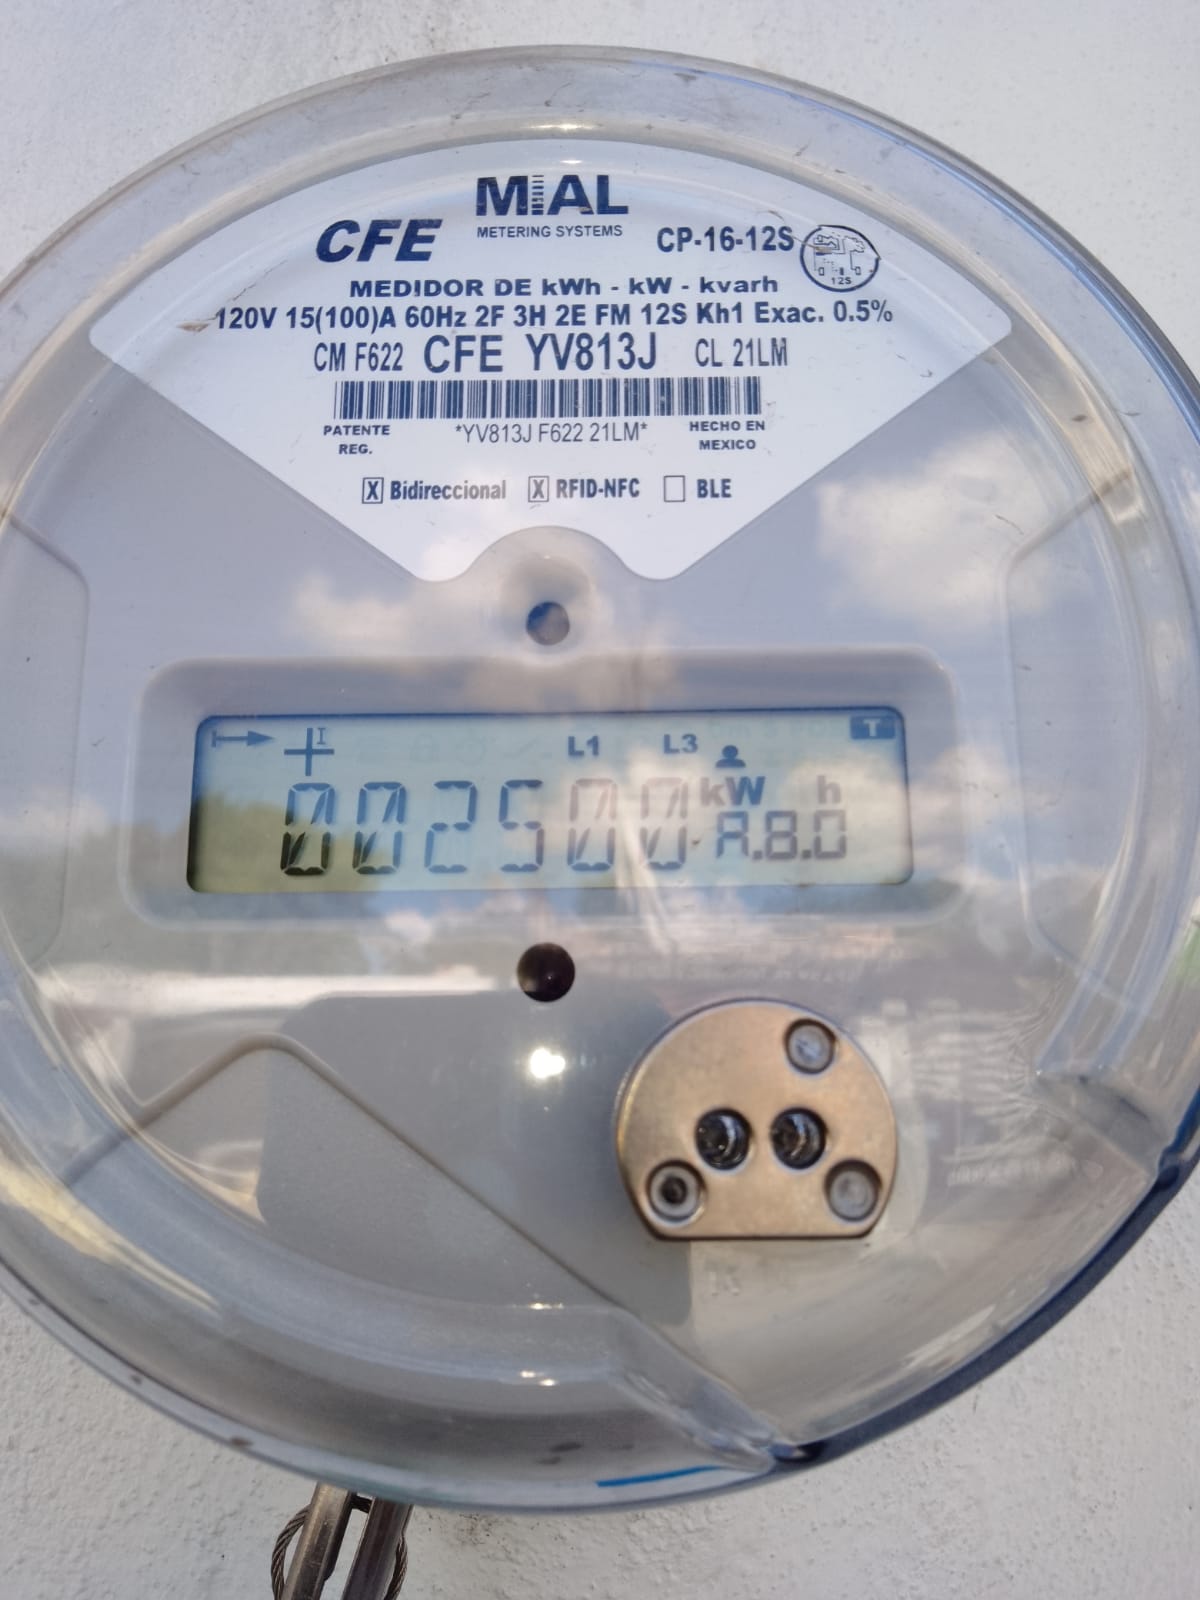 MIAL
METERING SYSTEMS
CFE
CP-16-12S
12S
MEDIDOR DE kWh - kW - kvarh
120V 15(100)A 60Hz 2F 3H 2E FM 12S Kh1 Exac. 0.5%
CM F622 CFE YV813J CL 21LM
PATENTE REG.
*YV813J F622 21LM*
HECHO EN MEXICO
X Bidireccional X RFID-NFC BLE
I L1 L3 T
002500 kW h
A.8.0